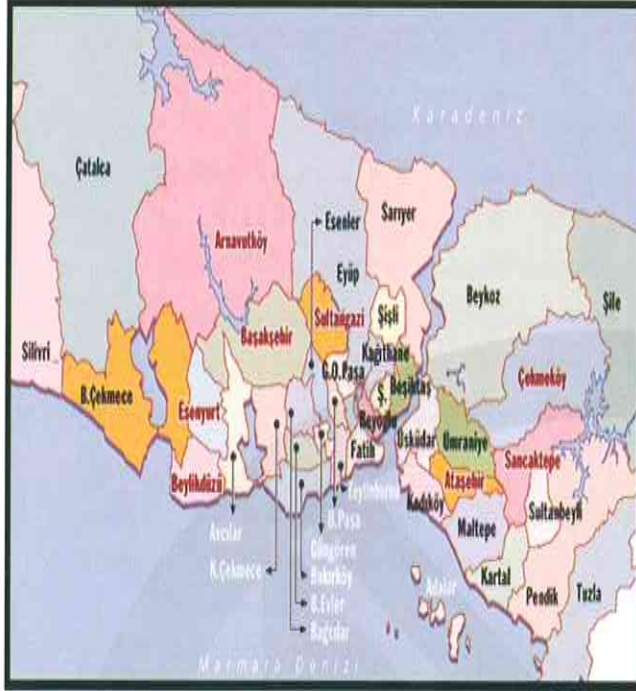 Karadeniz
Çatalca
Sarıyer
Esenler
Arnavutköy
Eyüp
Beykoz
Şile
Sultangazi
Şişli
Başakşehir
Silivri
Kağıthane
B.Çekmece
G.O.Paşa
Beşiktaş
Çekmeköy
Ş.
Esenyurt
Beyoğlu
Üsküdar
Ümraniye
Fatih
Sancaktepe
Ataşehir
Beylikdüzü
Zeytinburnu
Kadıköy
Sultanbeyli
B.Paşa
Maltepe
Avcılar
Güngören
K.Çekmece
Bakırköy
Kartal
Adalar
Pendik
Tuzla
B.Evler
Bağcılar
Marmara Denizi